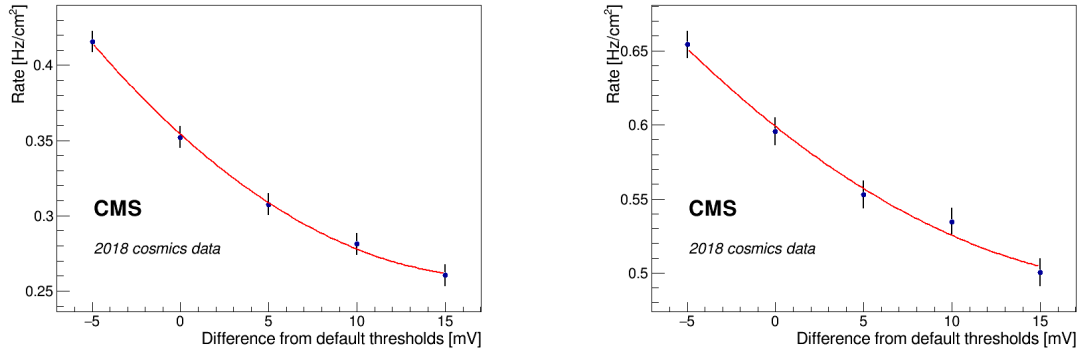 Rate [Hz/cm²]
0.4
0.35
0.3
0.25
CMS
2018 cosmics data
−5 0 5 10 15
Difference from default thresholds [mV]
Rate [Hz/cm²]
0.65
0.6
0.55
0.5
CMS
2018 cosmics data
−5 0 5 10 15
Difference from default thresholds [mV]